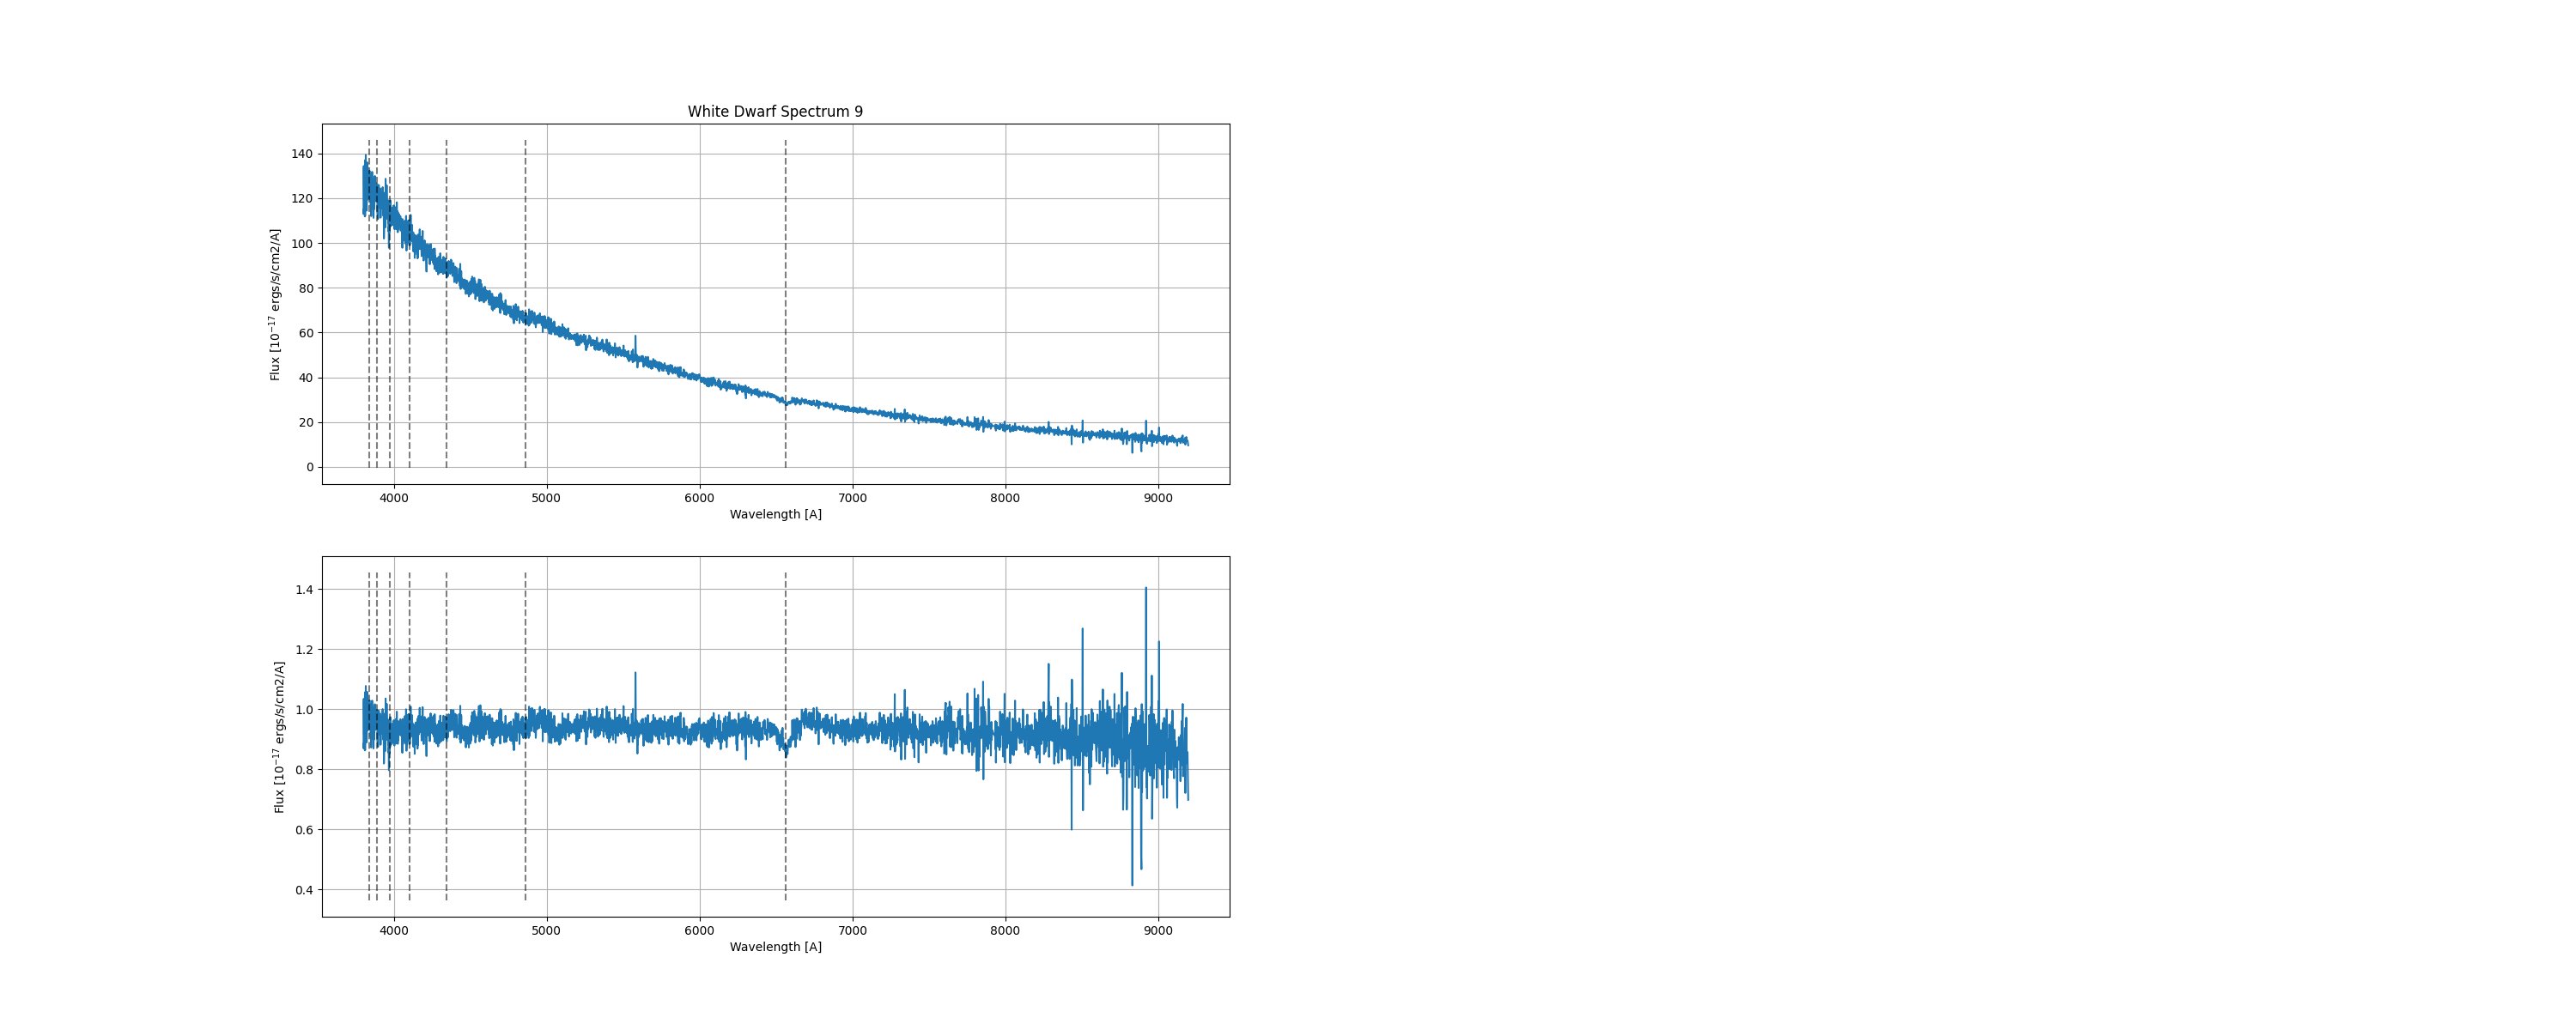 White Dwarf Spectrum 9
Flux [10⁻¹⁷ ergs/s/cm2/A]
140
120
100
80
60
40
20
0
4000 5000 6000 7000 8000 9000
Wavelength [A]
Flux [10⁻¹⁷ ergs/s/cm2/A]
1.4
1.2
1.0
0.8
0.6
0.4
4000 5000 6000 7000 8000 9000
Wavelength [A]